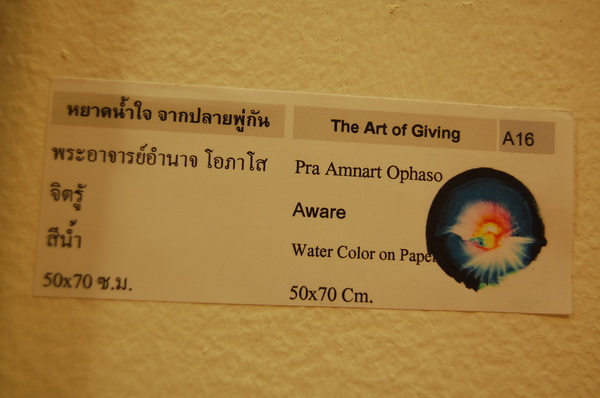 หยาดน้ำใจ จากปลายพู่กัน
The Art of Giving
A16
พระอาจารย์อำนาจ โอภาโส
Pra Amnart Ophaso
จิตรู้
Aware
สีน้ำ
Water Color on Paper
50x70 ซ.ม.
50x70 Cm.